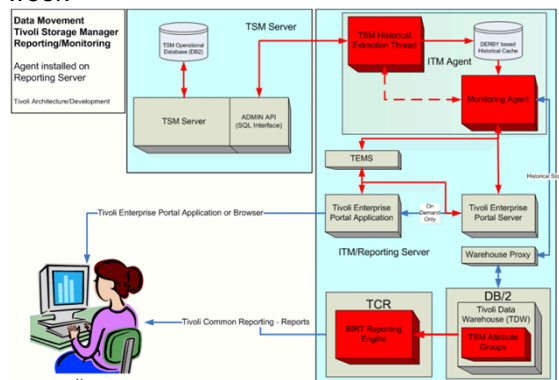 Data Movement
Tivoli Storage Manager
Reporting/Monitoring
Agent installed on
Reporting Server
Tivoli Architecture/Development
TSM Server
TSM Operational
Database (DB2)
TSM Server
ADMIN API
(SQL Interface)
TSM Historical
Extraction Thread
DERBY based
Historical Cache
ITM Agent
Monitoring Agent
TEMS
Historical
Tivoli Enterprise
Portal Application
On
Demand
Only
Tivoli Enterprise
Portal Server
Tivoli Enterprise Portal Application or Browser
ITM/Reporting Server
Warehouse Proxy
DB/2
Tivoli Data
Warehouse (TDW)
TSM Attribute
Groups
TCR
BIRT Reporting
Engine
Tivoli Common Reporting - Reports